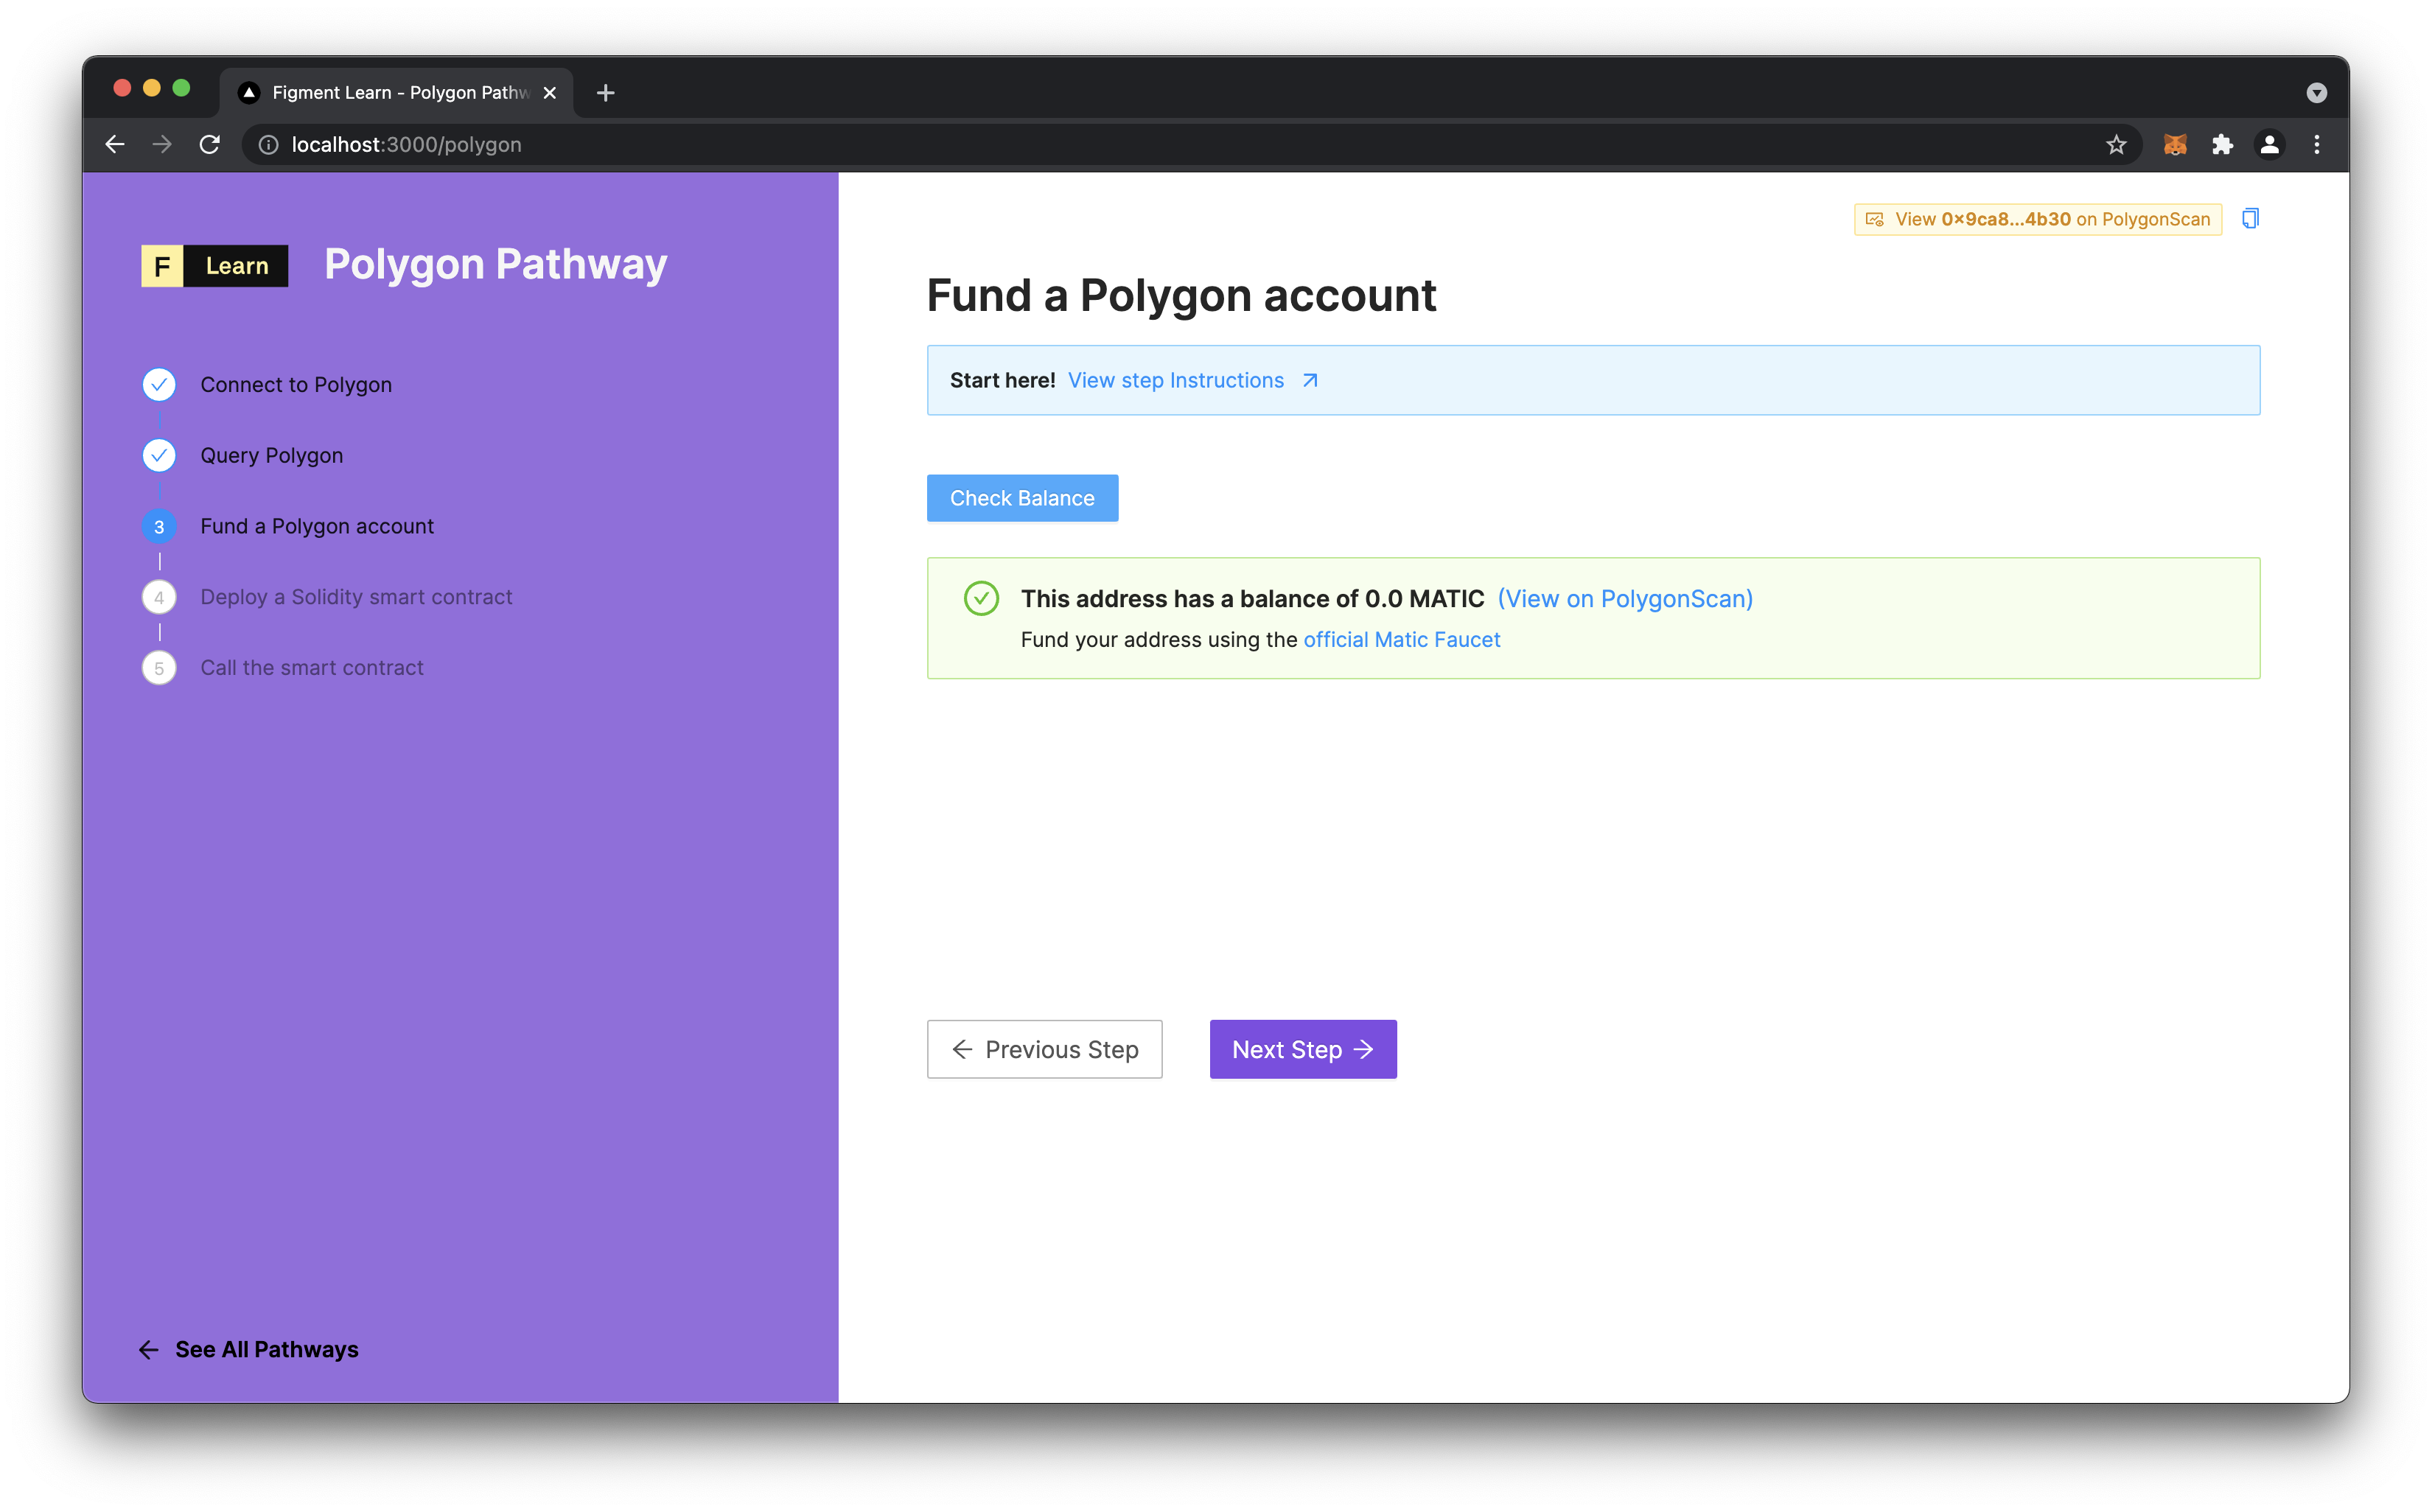 Figment Learn - Polygon Pathw
localhost:3000/polygon
F Learn
Polygon Pathway
Connect to Polygon
Query Polygon
3 Fund a Polygon account
4 Deploy a Solidity smart contract
5 Call the smart contract
See All Pathways
View 0x9ca8...4b30 on PolygonScan
Fund a Polygon account
Start here! View step Instructions
Check Balance
This address has a balance of 0.0 MATIC (View on PolygonScan)
Fund your address using the official Matic Faucet
Previous Step
Next Step